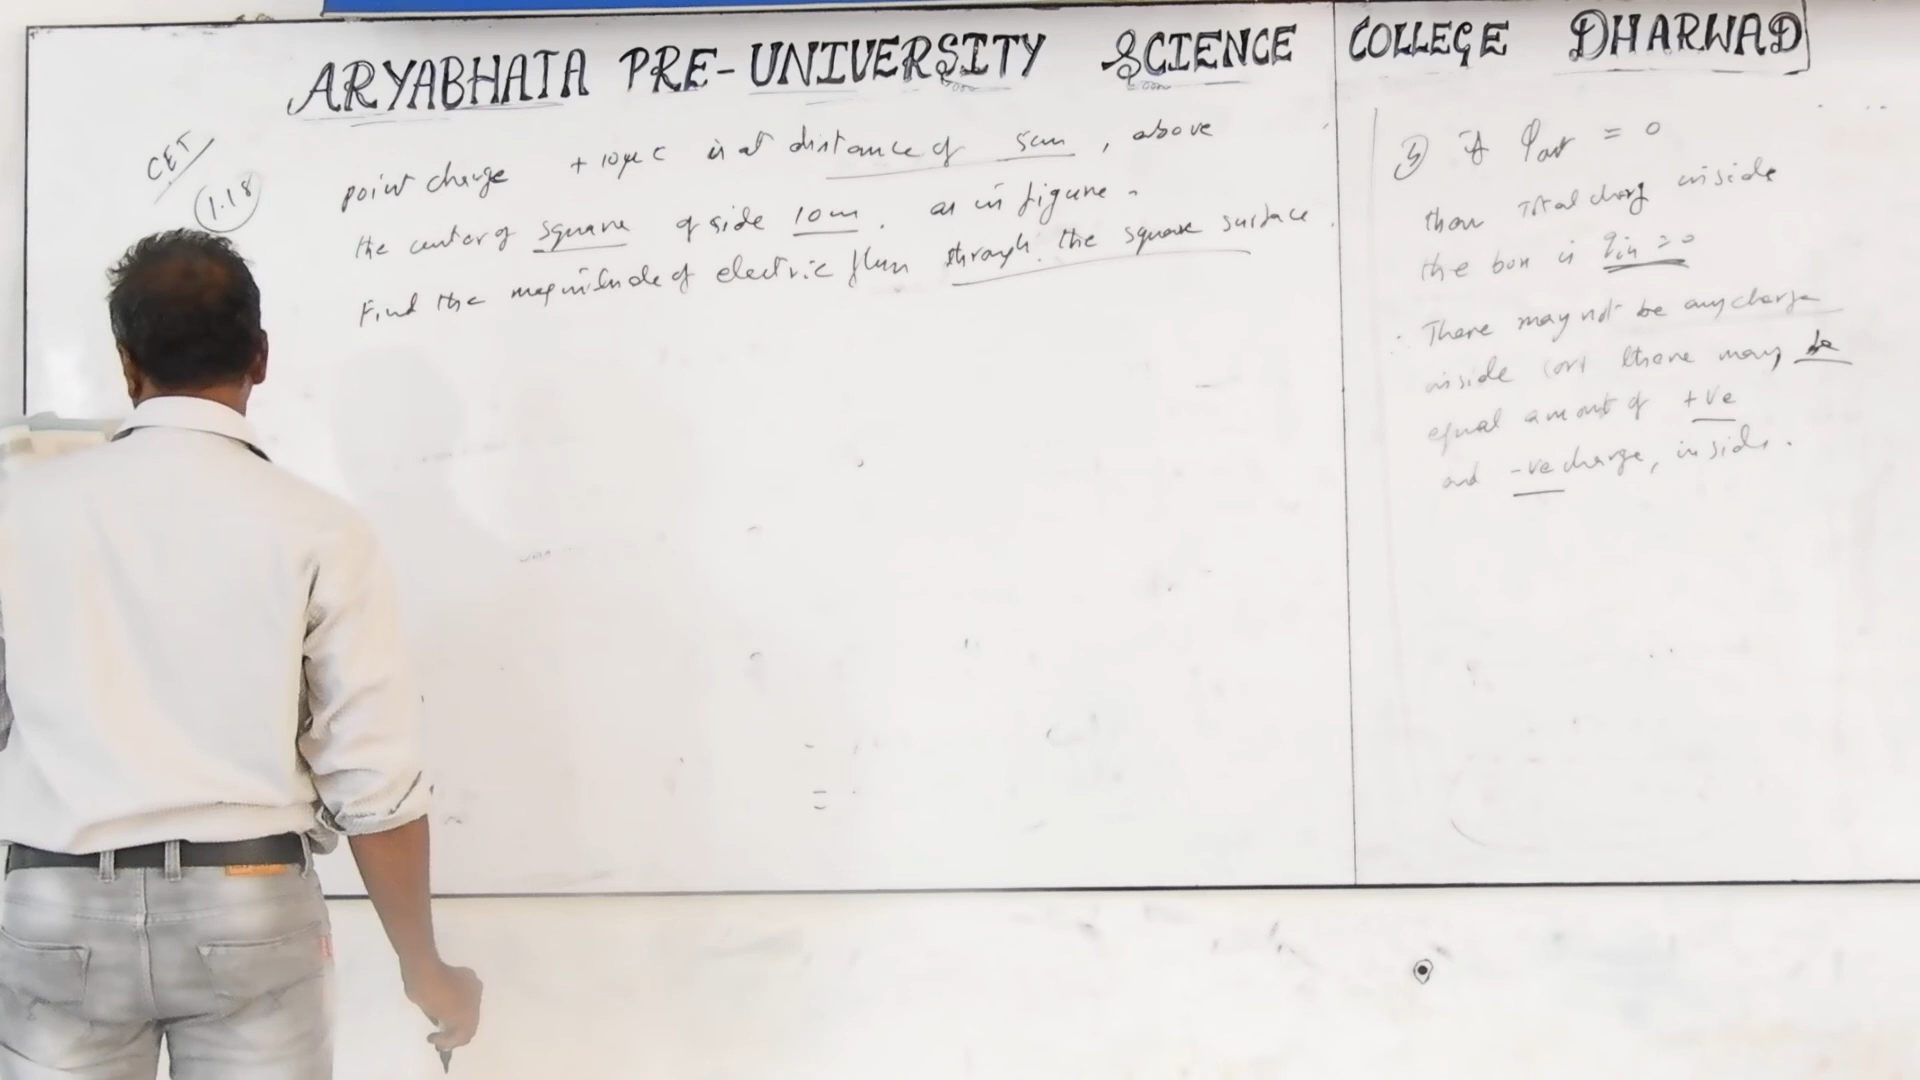 ARYABHATA PRE-UNIVERSITY SCIENCE COLLEGE DHARWAD
CET
1.18
point charge +10μC is at distance of 5cm, above
the center of square of side 10cm. as in figure.
Find the magnitude of electric flux through the square surface.
3) If φout = 0
then Total charg inside
the box is qin = 0
There may not be any charge
inside (or) there may be
equal amount of +ve
and -ve charge, inside.